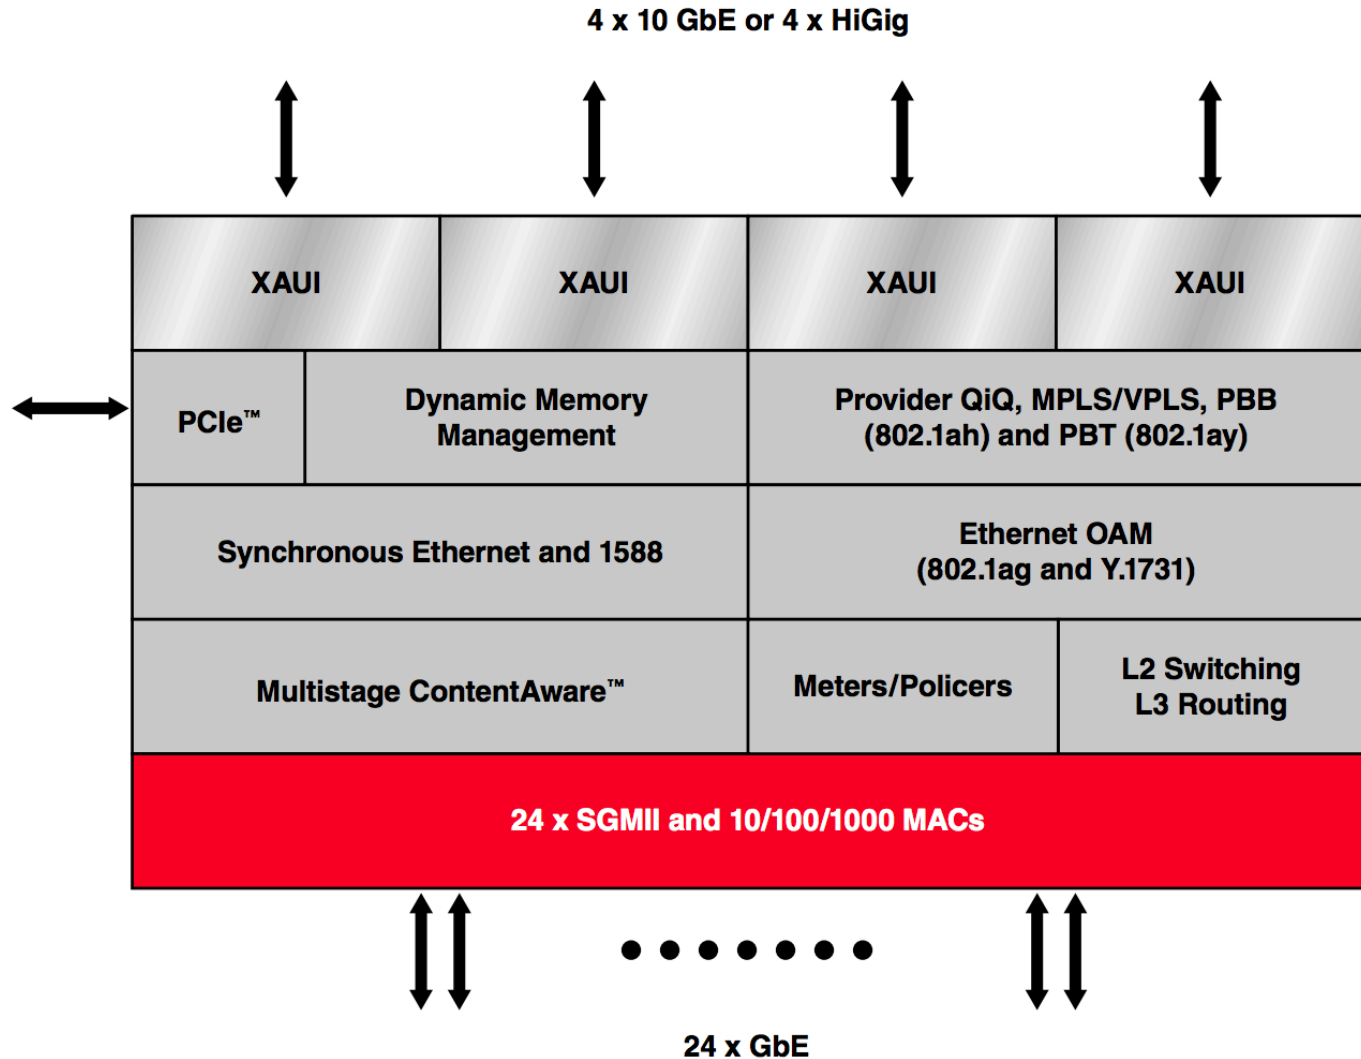 4 x 10 GbE or 4 x HiGig
XAUI
XAUI
XAUI
XAUI
PCIe™
Dynamic Memory
Management
Provider QiQ, MPLS/VPLS, PBB
(802.1ah) and PBT (802.1ay)
Synchronous Ethernet and 1588
Ethernet OAM
(802.1ag and Y.1731)
Multistage ContentAware™
Meters/Policers
L2 Switching
L3 Routing
24 x SGMII and 10/100/1000 MACs
24 x GbE